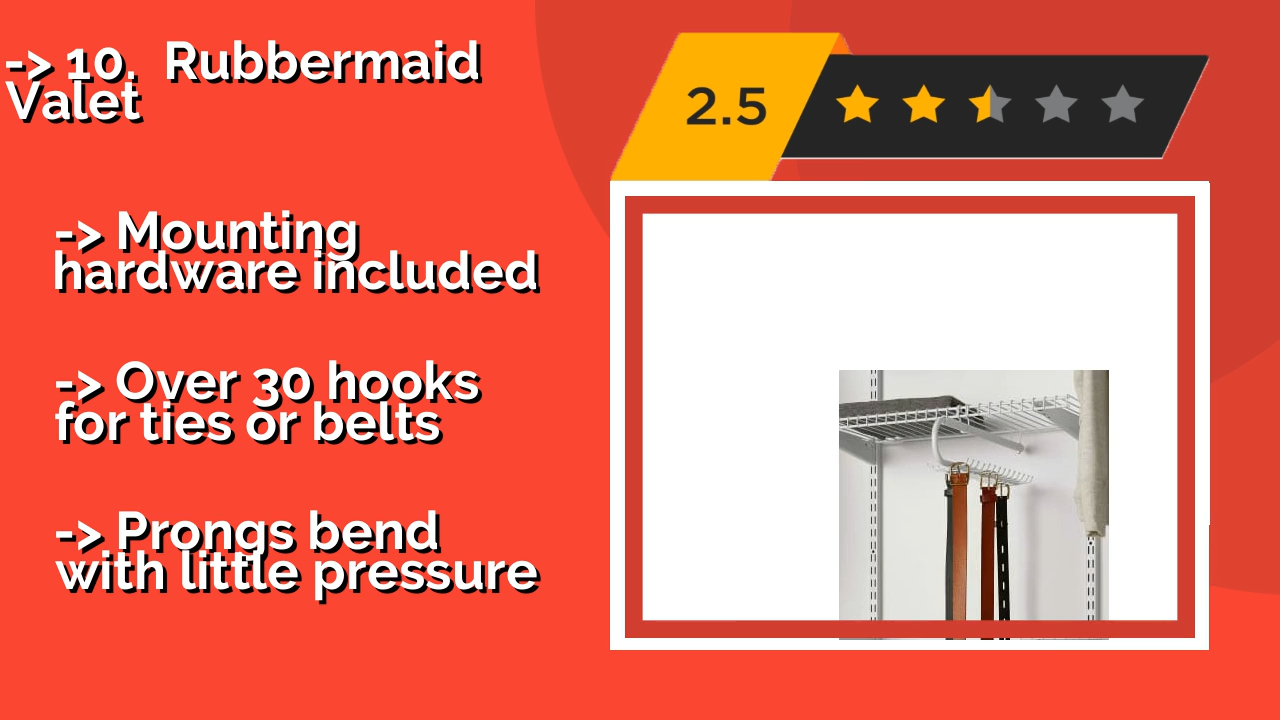 -> 10.  Rubbermaid
Valet
2.5
-> Mounting
hardware included
-> Over 30 hooks
for ties or belts
-> Prongs bend
with little pressure